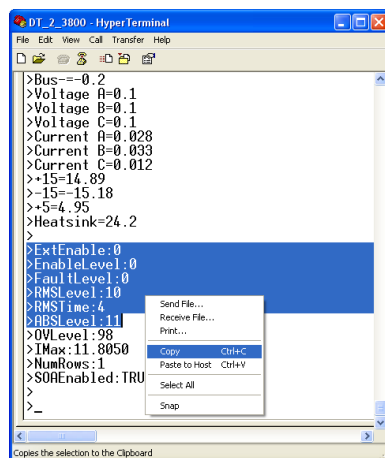 DT_2_3800 - HyperTerminal
File Edit View Call Transfer Help
>Bus-=-0.2
>Voltage A=0.1
>Voltage B=0.1
>Voltage C=0.1
>Current A=0.028
>Current B=0.033
>Current C=0.012
>+15=14.89
>-15=-15.18
>+5=4.95
>Heatsink=24.2
>
>ExtEnable:0
>EnableLevel:0
>FaultLevel:0
>RMSLevel:10
>RMSTime:4
>ABSLevel:11
>OVLevel:98
>IMax:11.8050
>NumRows:1
>SOAEnabled:TRU
>
>_
Send File...
Receive File...
Print...
Copy Ctrl+C
Paste to Host Ctrl+V
Select All
Snap
Copies the selection to the Clipboard